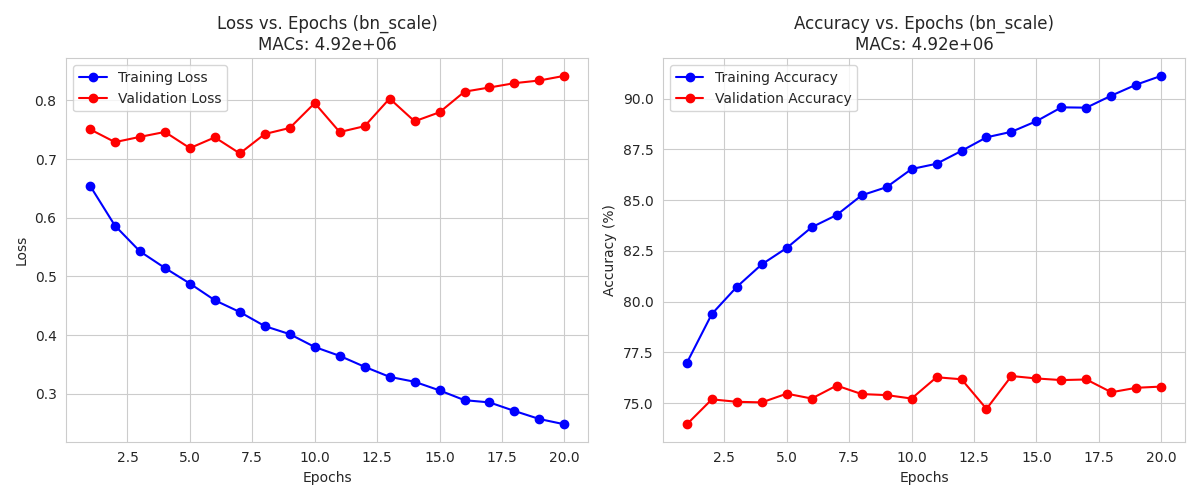 Loss vs. Epochs (bn_scale)
MACs: 4.92e+06
Training Loss
Validation Loss
0.8
0.7
0.6
0.5
0.4
0.3
Loss
2.5 5.0 7.5 10.0 12.5 15.0 17.5 20.0
Epochs
Accuracy vs. Epochs (bn_scale)
MACs: 4.92e+06
Training Accuracy
Validation Accuracy
90.0
87.5
85.0
82.5
80.0
77.5
75.0
Accuracy (%)
2.5 5.0 7.5 10.0 12.5 15.0 17.5 20.0
Epochs